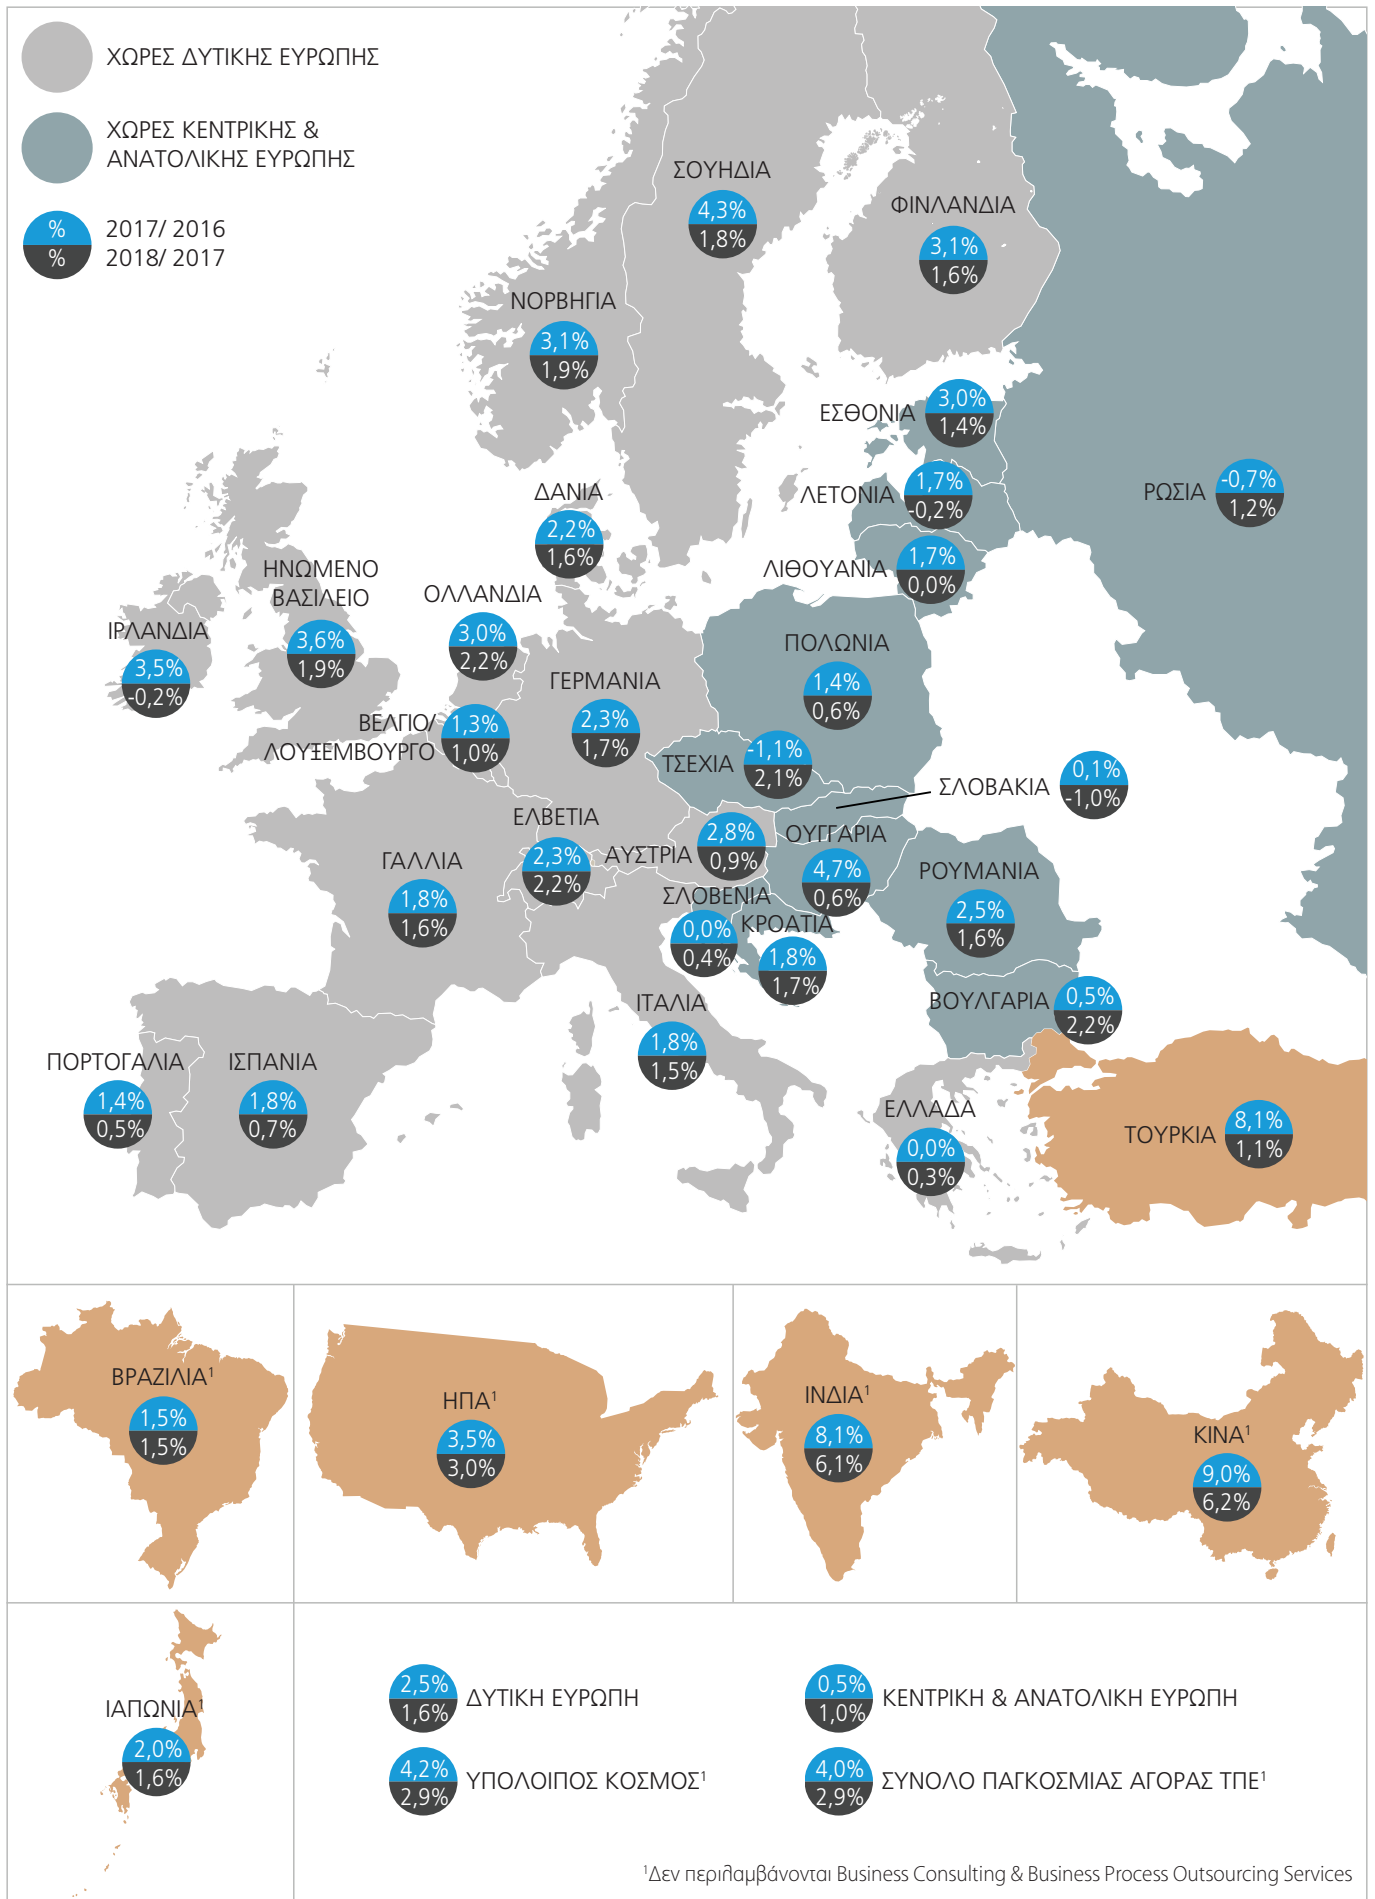 ΧΩΡΕΣ ΔΥΤΙΚΗΣ ΕΥΡΩΠΗΣ
ΧΩΡΕΣ ΚΕΝΤΡΙΚΗΣ &
ΑΝΑΤΟΛΙΚΗΣ ΕΥΡΩΠΗΣ
% 2017/ 2016
% 2018/ 2017
ΣΟΥΗΔΙΑ
4,3%
1,8%
ΦΙΝΛΑΝΔΙΑ
3,1%
1,6%
ΝΟΡΒΗΓΙΑ
3,1%
1,9%
ΕΣΘΟΝΙΑ
3,0%
1,4%
ΛΕΤΟΝΙΑ
1,7%
-0,2%
ΡΩΣΙΑ
-0,7%
1,2%
ΔΑΝΙΑ
2,2%
1,6%
ΛΙΘΟΥΑΝΙΑ
1,7%
0,0%
ΗΝΩΜΕΝΟ
ΒΑΣΙΛΕΙΟ
3,6%
1,9%
ΟΛΛΑΝΔΙΑ
3,0%
2,2%
ΙΡΛΑΝΔΙΑ
3,5%
-0,2%
ΠΟΛΩΝΙΑ
1,4%
0,6%
ΓΕΡΜΑΝΙΑ
2,3%
1,7%
ΒΕΛΓΙΟ/
ΛΟΥΞΕΜΒΟΥΡΓΟ
1,3%
1,0%
ΤΣΕΧΙΑ
-1,1%
2,1%
ΣΛΟΒΑΚΙΑ
0,1%
-1,0%
ΕΛΒΕΤΙΑ
2,3%
2,2%
ΑΥΣΤΡΙΑ
2,8%
0,9%
ΟΥΓΓΑΡΙΑ
4,7%
0,6%
ΓΑΛΛΙΑ
1,8%
1,6%
ΡΟΥΜΑΝΙΑ
2,5%
1,6%
ΣΛΟΒΕΝΙΑ
0,0%
0,4%
ΚΡΟΑΤΙΑ
1,8%
1,7%
ΒΟΥΛΓΑΡΙΑ
0,5%
2,2%
ΙΤΑΛΙΑ
1,8%
1,5%
ΠΟΡΤΟΓΑΛΙΑ
1,4%
0,5%
ΙΣΠΑΝΙΑ
1,8%
0,7%
ΕΛΛΑΔΑ
0,0%
0,3%
ΤΟΥΡΚΙΑ
8,1%
1,1%
ΒΡΑΖΙΛΙΑ¹
1,5%
1,5%
ΗΠΑ¹
3,5%
3,0%
ΙΝΔΙΑ¹
8,1%
6,1%
ΚΙΝΑ¹
9,0%
6,2%
ΙΑΠΩΝΙΑ¹
2,0%
1,6%
2,5%
1,6%
ΔΥΤΙΚΗ ΕΥΡΩΠΗ
0,5%
1,0%
ΚΕΝΤΡΙΚΗ & ΑΝΑΤΟΛΙΚΗ ΕΥΡΩΠΗ
4,2%
2,9%
ΥΠΟΛΟΙΠΟΣ ΚΟΣΜΟΣ¹
4,0%
2,9%
ΣΥΝΟΛΟ ΠΑΓΚΟΣΜΙΑΣ ΑΓΟΡΑΣ ΤΠΕ¹
¹Δεν περιλαμβάνονται Business Consulting & Business Process Outsourcing Services